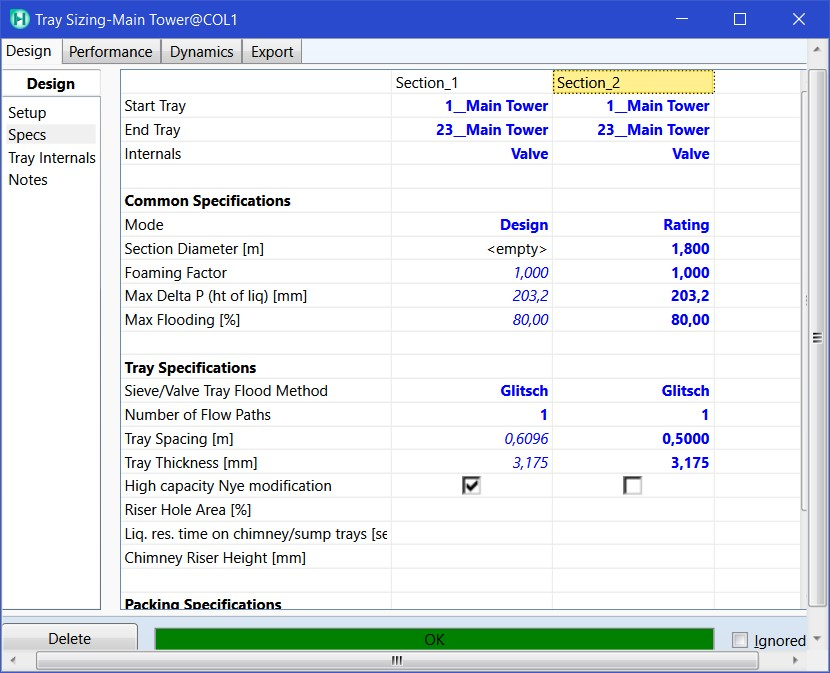 Tray Sizing-Main Tower@COL1
Design Performance Dynamics Export
Design
Setup
Specs
Tray Internals
Notes
Section_1 Section_2
Start Tray 1__Main Tower 1__Main Tower
End Tray 23__Main Tower 23__Main Tower
Internals Valve Valve
Common Specifications
Mode Design Rating
Section Diameter [m] <empty> 1,800
Foaming Factor 1,000 1,000
Max Delta P (ht of liq) [mm] 203,2 203,2
Max Flooding [%] 80,00 80,00
Tray Specifications
Sieve/Valve Tray Flood Method Glitsch Glitsch
Number of Flow Paths 1 1
Tray Spacing [m] 0,6096 0,5000
Tray Thickness [mm] 3,175 3,175
High capacity Nye modification
Riser Hole Area [%]
Liq. res. time on chimney/sump trays [se
Chimney Riser Height [mm]
Packing Specifications
Delete OK Ignored